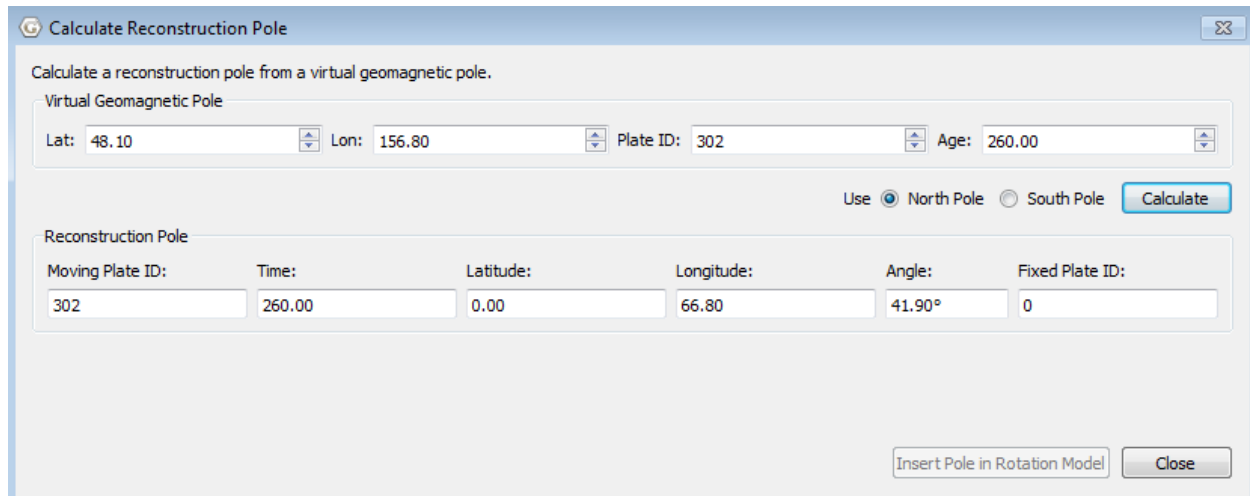 Calculate Reconstruction Pole
Calculate a reconstruction pole from a virtual geomagnetic pole.
Virtual Geomagnetic Pole
Lat: 48.10 Lon: 156.80 Plate ID: 302 Age: 260.00
Use North Pole South Pole Calculate
Reconstruction Pole
Moving Plate ID: Time: Latitude: Longitude: Angle: Fixed Plate ID:
302 260.00 0.00 66.80 41.90° 0
Insert Pole in Rotation Model Close